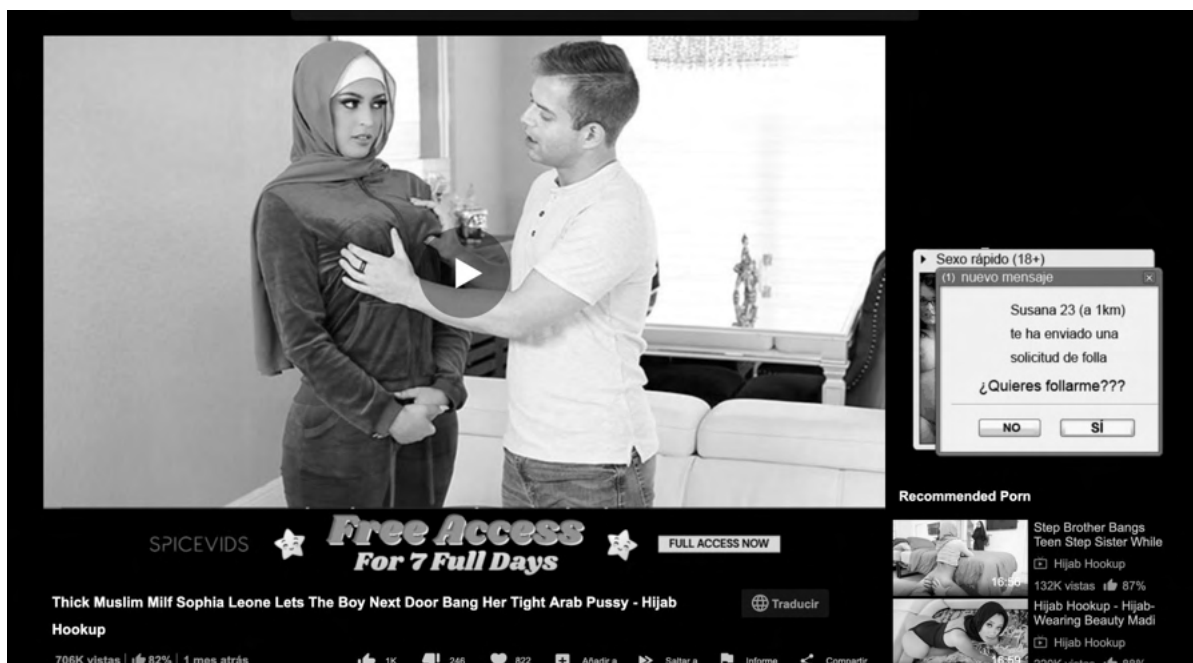 SPICEVIDS
Free Access
For 7 Full Days
FULL ACCESS NOW
Thick Muslim Milf Sophia Leone Lets The Boy Next Door Bang Her Tight Arab Pussy - Hijab
Hookup
Traducir
706K vistas | 82% | 1 mes atrás
1K
246
822
Añadir a
Saltar a
Informe
Compartir
Sexo rápido (18+)
(1) nuevo mensaje
Susana 23 (a 1km)
te ha enviado una
solicitud de folla
¿Quieres follarme???
NO
SÍ
Recommended Porn
16:56
Step Brother Bangs
Teen Step Sister While
Hijab Hookup
132K vistas 87%
16:59
Hijab Hookup - Hijab-
Wearing Beauty Madi
Hijab Hookup